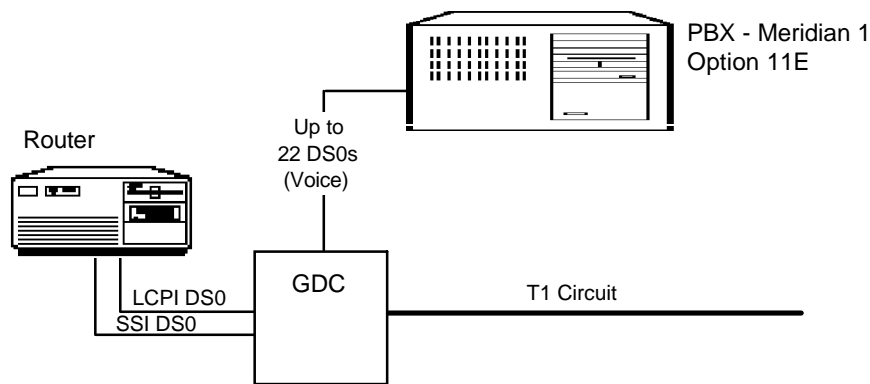 PBX - Meridian 1
Option 11E
Up to
22 DS0s
(Voice)
Router
GDC
T1 Circuit
LCPI DS0
SSI DS0